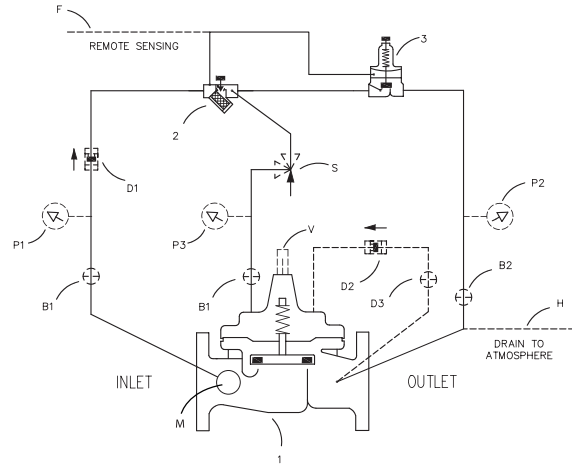 F
REMOTE SENSING
3
2
D1
S
P1
P3
V
P2
D2
D3
B1
B1
B2
H
DRAIN TO
ATMOSPHERE
INLET
OUTLET
M
1